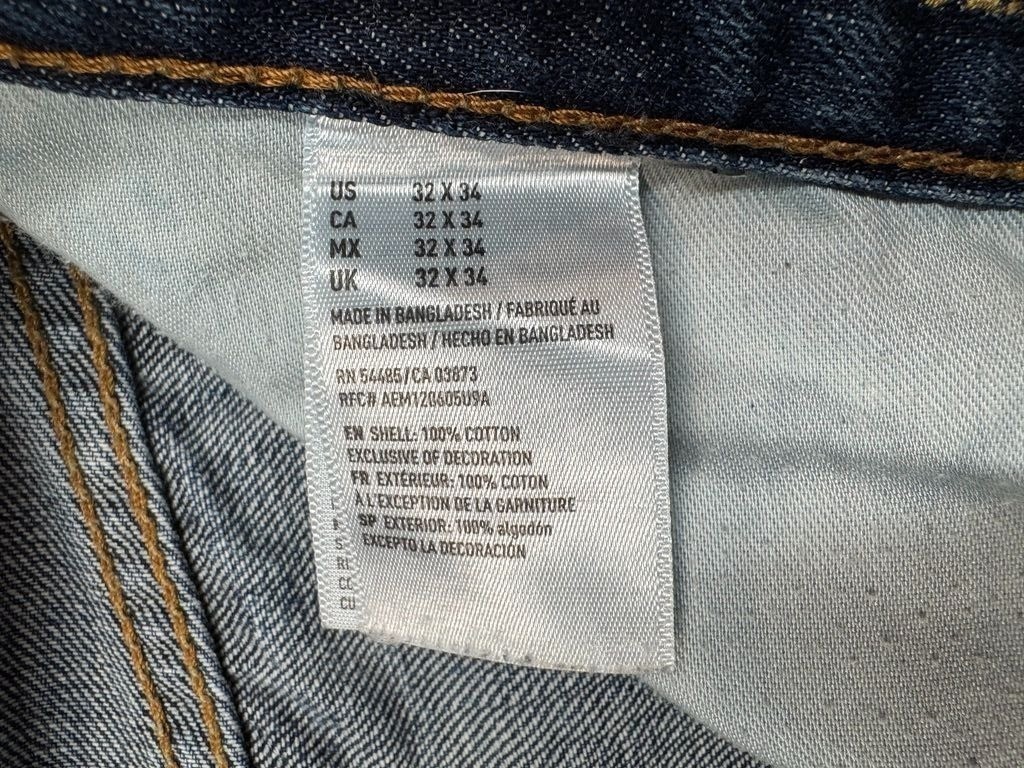 US 32 X 34
CA 32 X 34
MX 32 X 34
UK 32 X 34
MADE IN BANGLADESH / FABRIQUÉ AU
BANGLADESH / HECHO EN BANGLADESH
RN 54485/CA 03873
RFC# AEM120605U9A
EN SHELL: 100% COTTON
EXCLUSIVE OF DECORATION
FR EXTÉRIEUR: 100% COTON
À L'EXCEPTION DE LA GARNITURE
SP EXTERIOR: 100% algodón
EXCEPTO LA DECORACIÓN